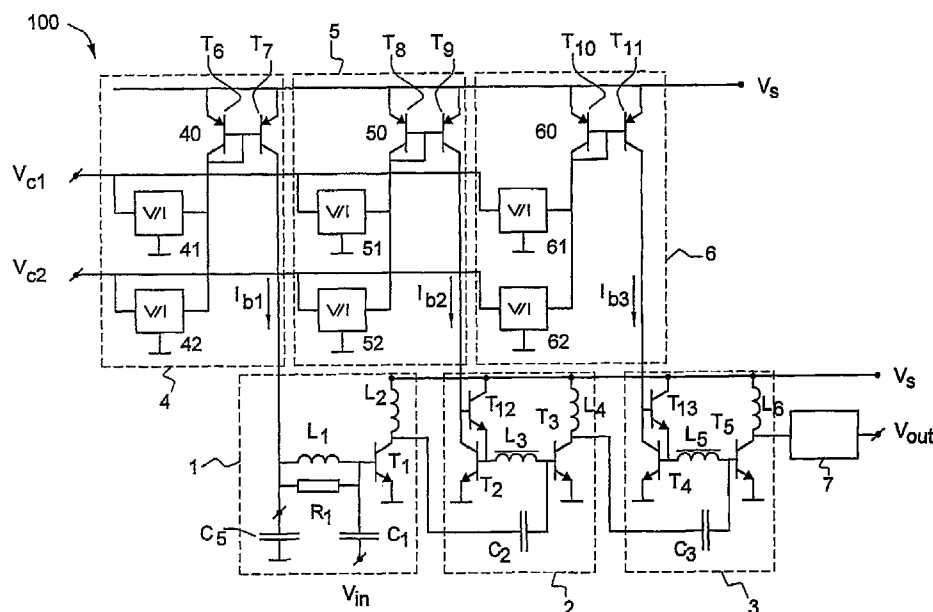 100
T6 T7 5 T8 T9 T10 T11
Vs
40 50 60
Vc1
V/I V/I V/I
41 51 61
Vc2
6
V/I V/I V/I
Ib1 Ib2 Ib3
42 52 62
4
Vs
L2 T12 L4 T13 L6
T3 T5
L1 L3 L5
Vout
1 T1
T2 T4 7
R1
C5 C1 C2 C3
Vin
2 3